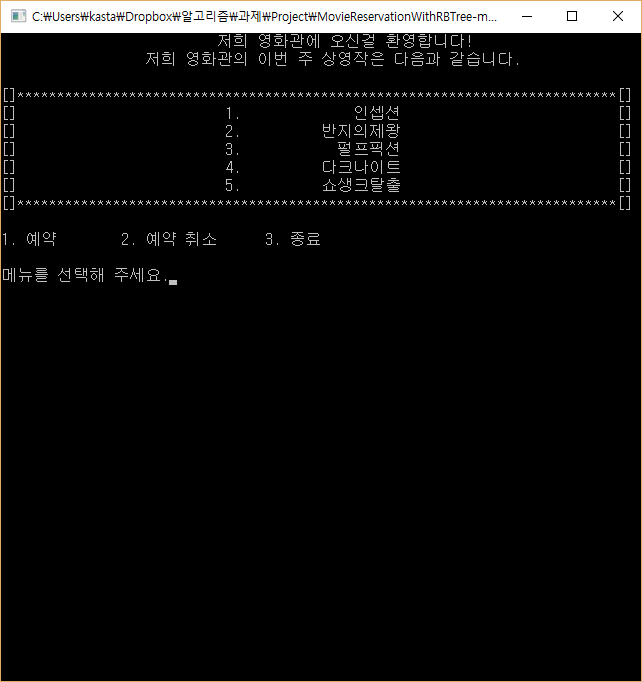 C:₩Users₩kasta₩Dropbox₩알고리즘₩과제₩Project₩MovieReservationWithRBTree-m...
저희 영화관에 오신걸 환영합니다!
저희 영화관의 이번 주 상영작은 다음과 같습니다.
[]***************************************************************************[]
[] 1. 인셉션 []
[] 2. 반지의제왕 []
[] 3. 펄프픽션 []
[] 4. 다크나이트 []
[] 5. 쇼생크탈출 []
[]***************************************************************************[]
1. 예약 2. 예약 취소 3. 종료
메뉴를 선택해 주세요.